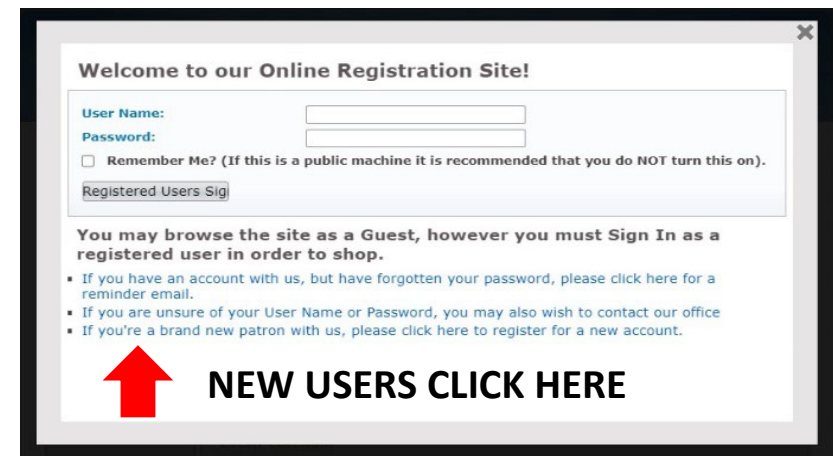 Welcome to our Online Registration Site!
User Name:
Password:
Remember Me? (If this is a public machine it is recommended that you do NOT turn this on).
Registered Users Sig
You may browse the site as a Guest, however you must Sign In as a
registered user in order to shop.
If you have an account with us, but have forgotten your password, please click here for a
reminder email.
If you are unsure of your User Name or Password, you may also wish to contact our office
If you're a brand new patron with us, please click here to register for a new account.
NEW USERS CLICK HERE